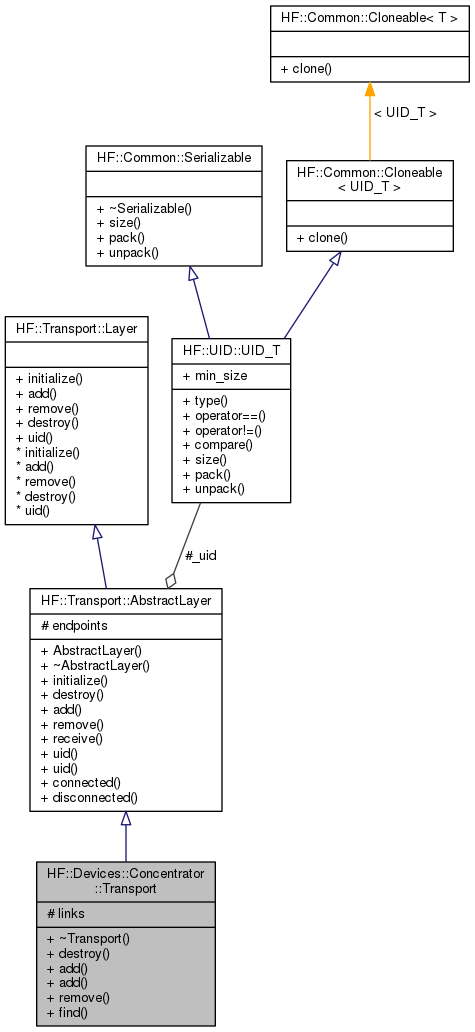 HF::Common::Cloneable< T >
+ clone()
< UID_T >
HF::Common::Serializable
+ ~Serializable()
+ size()
+ pack()
+ unpack()
HF::Common::Cloneable
< UID_T >
+ clone()
HF::Transport::Layer
+ initialize()
+ add()
+ remove()
+ destroy()
+ uid()
* initialize()
* add()
* remove()
* destroy()
* uid()
HF::UID::UID_T
+ min_size
+ type()
+ operator==()
+ operator!=()
+ compare()
+ size()
+ pack()
+ unpack()
#_uid
HF::Transport::AbstractLayer
# endpoints
+ AbstractLayer()
+ ~AbstractLayer()
+ initialize()
+ destroy()
+ add()
+ remove()
+ receive()
+ uid()
+ uid()
+ connected()
+ disconnected()
HF::Devices::Concentrator
::Transport
# links
+ ~Transport()
+ destroy()
+ add()
+ add()
+ remove()
+ find()